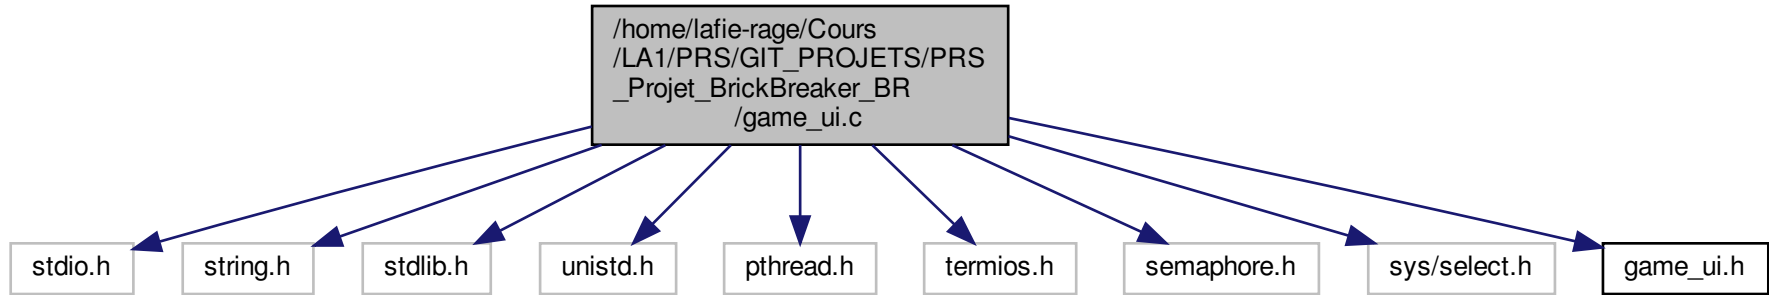 /home/lafie-rage/Cours
/LA1/PRS/GIT_PROJETS/PRS
_Projet_BrickBreaker_BR
/game_ui.c
stdio.h
string.h
stdlib.h
unistd.h
pthread.h
termios.h
semaphore.h
sys/select.h
game_ui.h